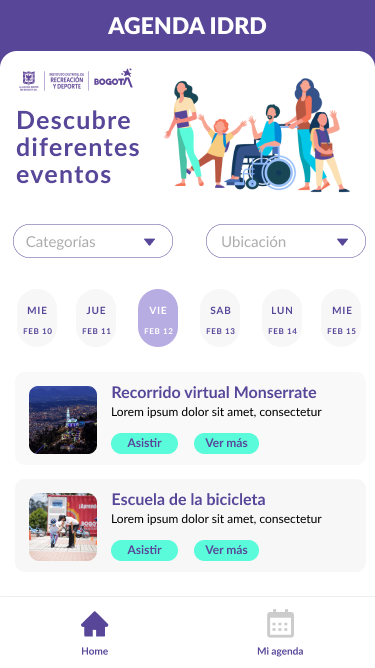 AGENDA IDRD
INSTITUTO DISTRITAL DE
RECREACIÓN
Y DEPORTE
BOGOTÁ
Descubre
diferentes
eventos
Categorías
Ubicación
MIE
FEB 10
JUE
FEB 11
VIE
FEB 12
SAB
FEB 13
LUN
FEB 14
MIE
FEB 15
Recorrido virtual Monserrate
Lorem ipsum dolor sit amet, consectetur
Asistir
Ver más
Escuela de la bicicleta
Lorem ipsum dolor sit amet, consectetur
Asistir
Ver más
Home
Mi agenda